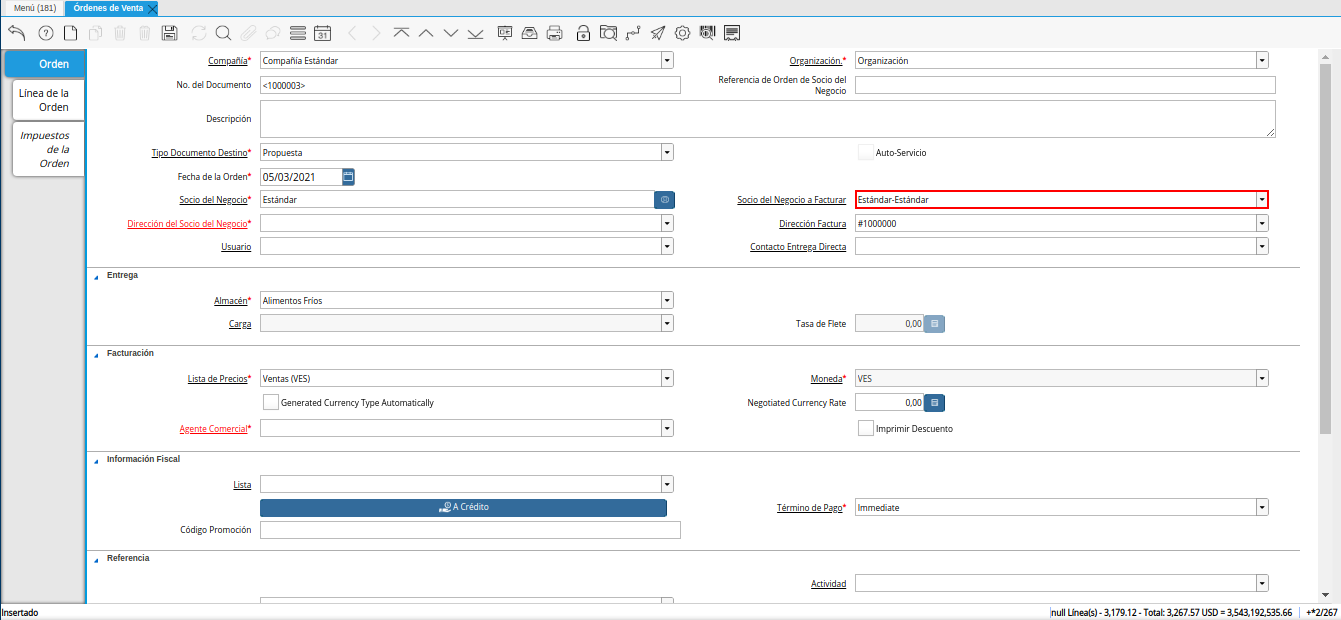 Menú (181)
Órdenes de Venta
31
Orden
Línea de la
Orden
Impuestos
de la
Orden
Compañía*
Compañía Estándar
Organización.*
Organización
No. del Documento
<1000003>
Referencia de Orden de Socio del
Negocio
Descripción
Tipo Documento Destino*
Propuesta
Auto-Servicio
Fecha de la Orden*
05/03/2021
Socio del Negocio*
Estándar
Socio del Negocio a Facturar
Estándar-Estándar
Dirección del Socio del Negocio*
Dirección Factura
#1000000
Usuario
Contacto Entrega Directa
Entrega
Almacén*
Alimentos Fríos
Carga
Tasa de Flete
0,00
Facturación
Lista de Precios*
Ventas (VES)
Moneda*
VES
Generated Currency Type Automatically
Negotiated Currency Rate
0,00
Agente Comercial*
Imprimir Descuento
Información Fiscal
Lista
A Crédito
Término de Pago*
Immediate
Código Promoción
Referencia
Actividad
Insertado
null Línea(s) - 3,179.12 - Total: 3,267.57 USD = 3,543,192,535.66
+*2/267